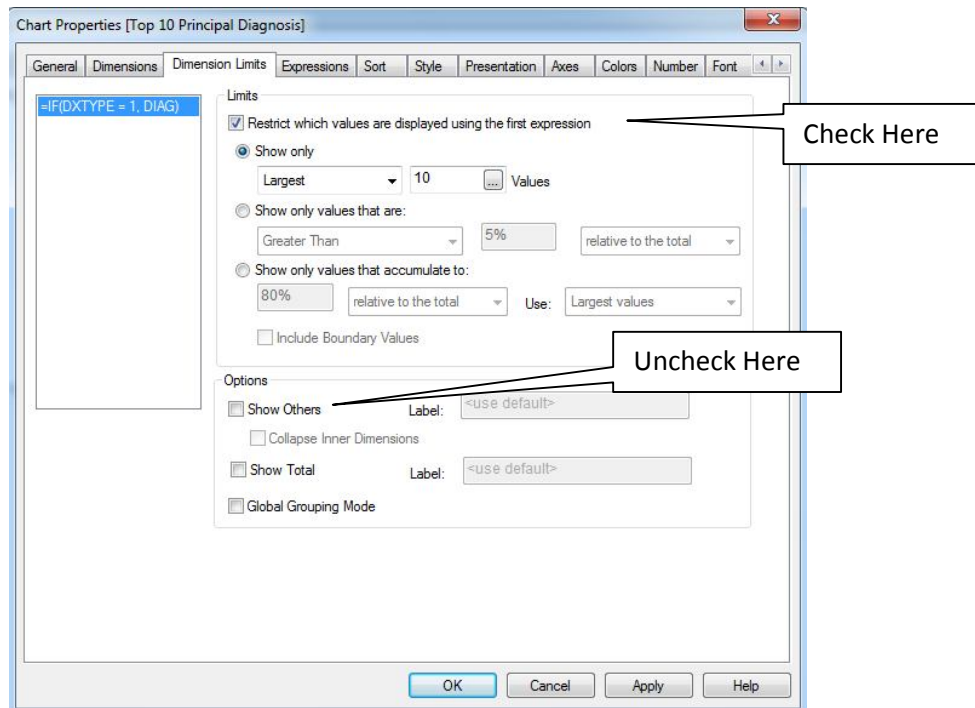 Chart Properties [Top 10 Principal Diagnosis]
General Dimensions Dimension Limits Expressions Sort Style Presentation Axes Colors Number Font
=IF(DXTYPE = 1, DIAG)
Limits
Restrict which values are displayed using the first expression
Check Here
Show only
Largest 10 ... Values
Show only values that are:
Greater Than 5% relative to the total
Show only values that accumulate to:
80% relative to the total Use: Largest values
Include Boundary Values
Uncheck Here
Options
Show Others Label: <use default>
Collapse Inner Dimensions
Show Total Label: <use default>
Global Grouping Mode
OK Cancel Apply Help